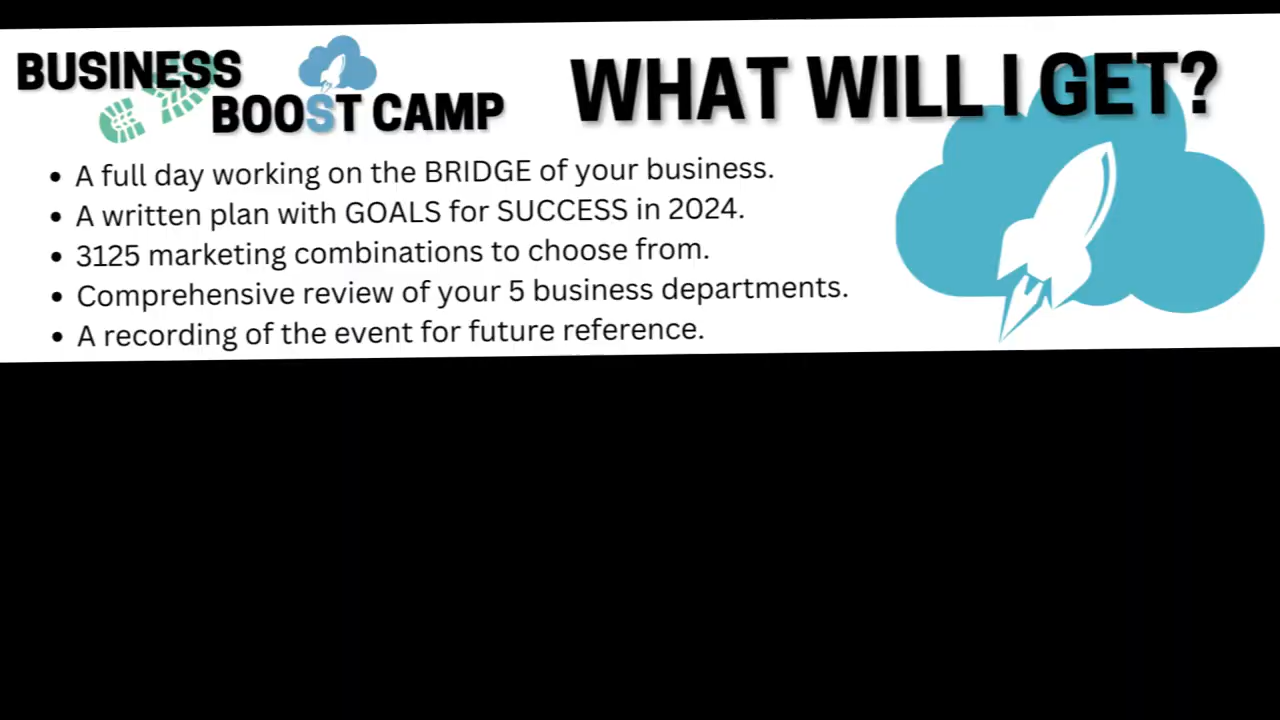 BUSINESS
BOOST CAMP
WHAT WILL I GET?
• A full day working on the BRIDGE of your business.
• A written plan with GOALS for SUCCESS in 2024.
• 3125 marketing combinations to choose from.
• Comprehensive review of your 5 business departments.
• A recording of the event for future reference.